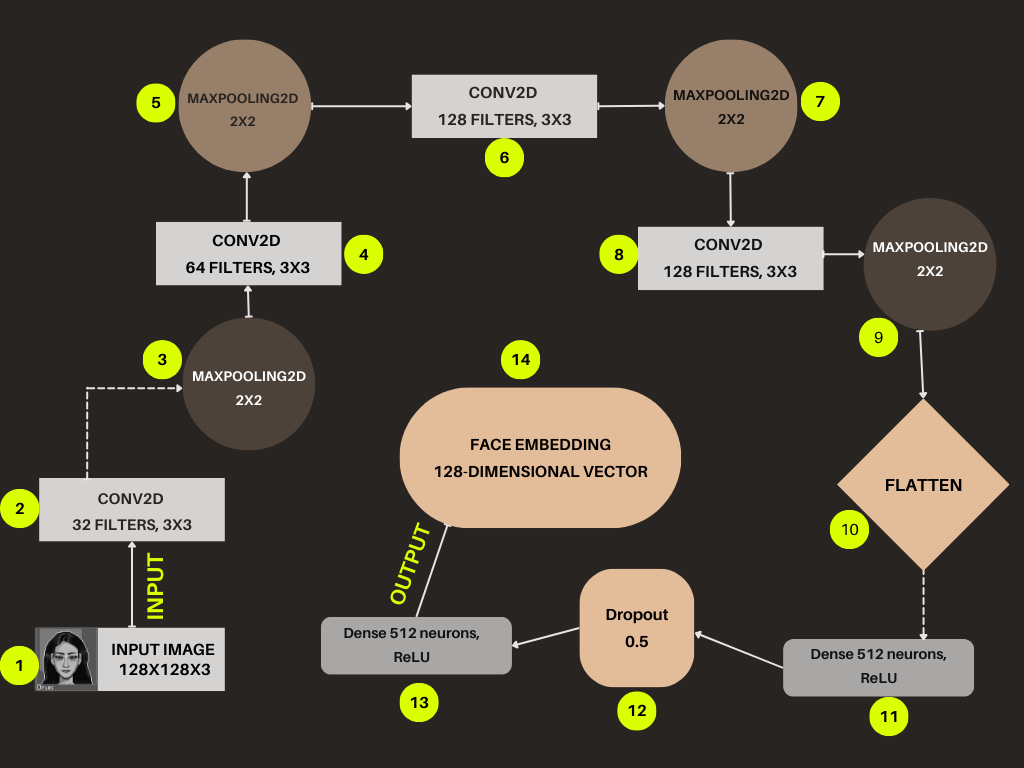 1
INPUT IMAGE
128X128X3
INPUT
2
CONV2D
32 FILTERS, 3X3
3
MAXPOOLING2D
2X2
4
CONV2D
64 FILTERS, 3X3
5
MAXPOOLING2D
2X2
6
CONV2D
128 FILTERS, 3X3
7
MAXPOOLING2D
2X2
8
CONV2D
128 FILTERS, 3X3
9
MAXPOOLING2D
2X2
10
FLATTEN
11
Dense 512 neurons,
ReLU
12
Dropout
0.5
13
Dense 512 neurons,
ReLU
OUTPUT
14
FACE EMBEDDING
128-DIMENSIONAL VECTOR